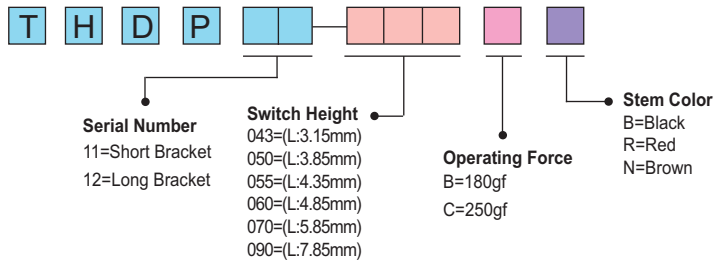 T H D P
Serial Number
11=Short Bracket
12=Long Bracket
Switch Height
043=(L:3.15mm)
050=(L:3.85mm)
055=(L:4.35mm)
060=(L:4.85mm)
070=(L:5.85mm)
090=(L:7.85mm)
Operating Force
B=180gf
C=250gf
Stem Color
B=Black
R=Red
N=Brown